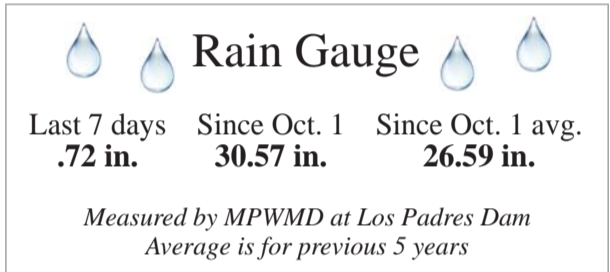 Rain Gauge
Last 7 days Since Oct. 1 Since Oct. 1 avg.
.72 in. 30.57 in. 26.59 in.
Measured by MPWMD at Los Padres Dam
Average is for previous 5 years